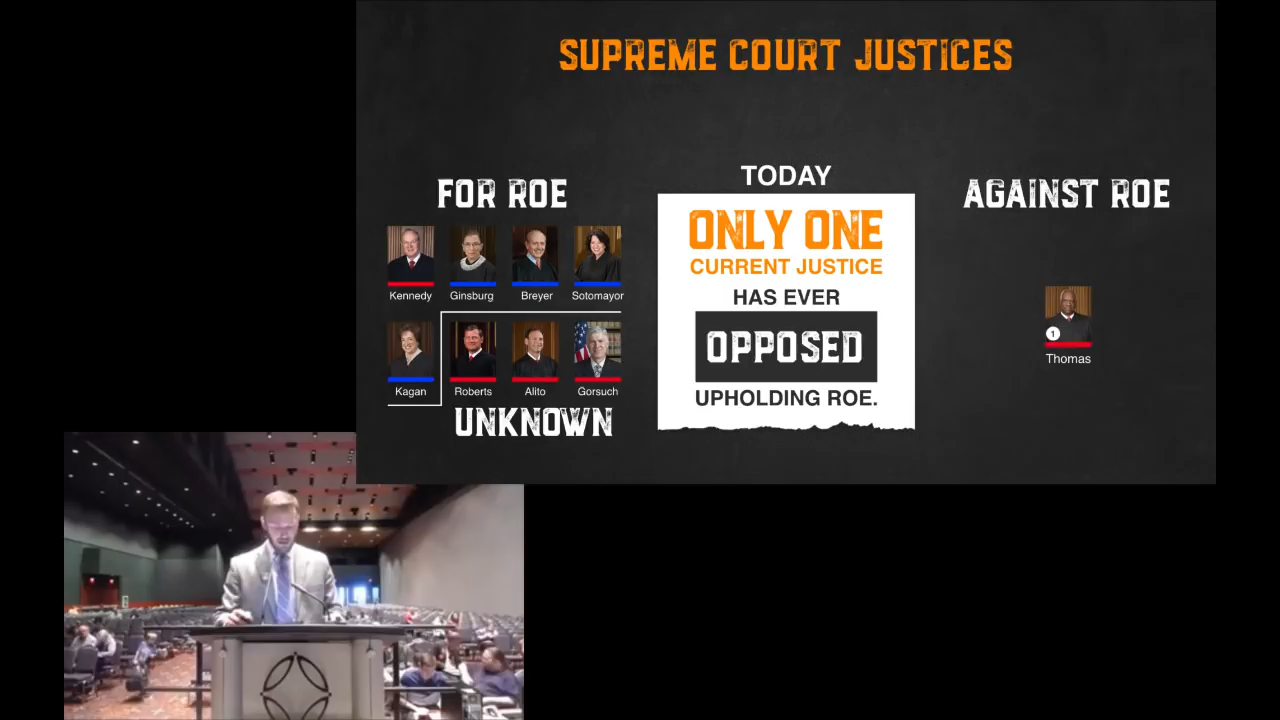 SUPREME COURT JUSTICES
FOR ROE
Kennedy Ginsburg Breyer Sotomayor
Kagan Roberts Alito Gorsuch
UNKNOWN
TODAY
ONLY ONE
CURRENT JUSTICE
HAS EVER
OPPOSED
UPHOLDING ROE.
AGAINST ROE
1
Thomas